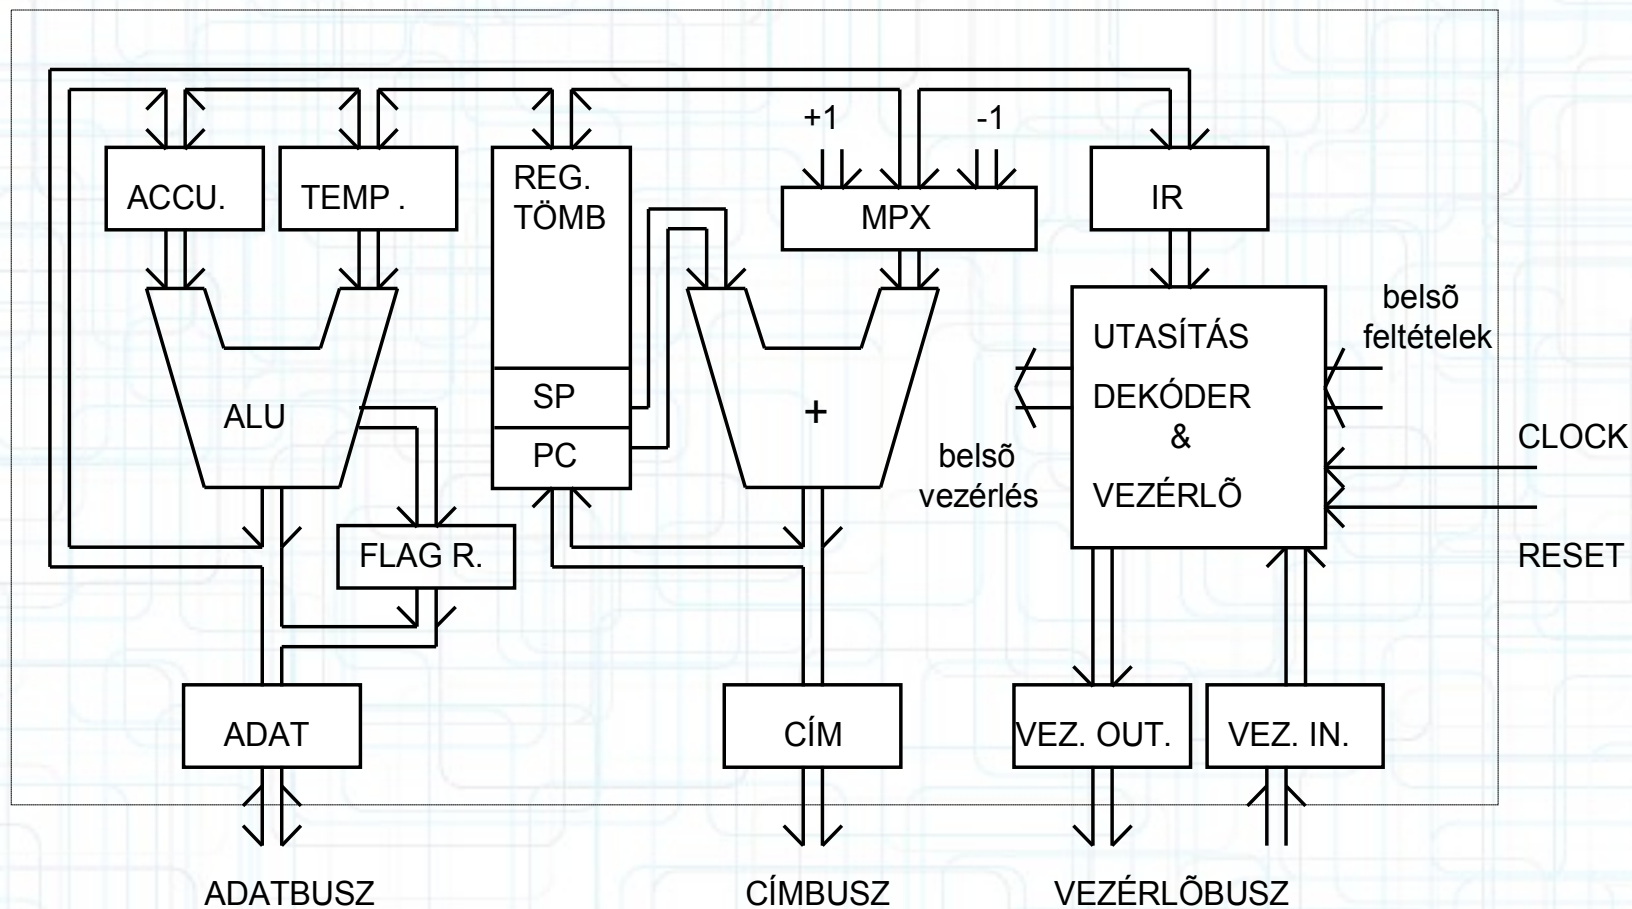 +1
-1
ACCU.
TEMP .
REG.
TÖMB
MPX
IR
belsõ
feltételek
UTASÍTÁS
DEKÓDER
&
VEZÉRLÕ
SP
PC
ALU
+
belsõ
vezérlés
CLOCK
RESET
FLAG R.
ADAT
CÍM
VEZ. OUT.
VEZ. IN.
ADATBUSZ
CÍMBUSZ
VEZÉRLÕBUSZ